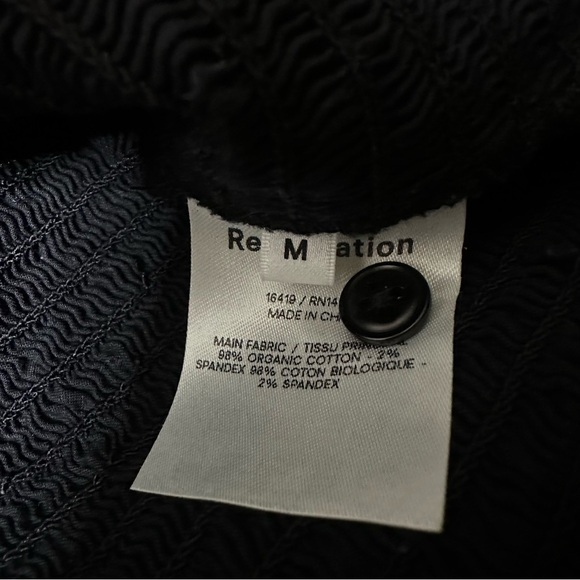 Re M ation
16419 / RN14
MADE IN CH
MAIN FABRIC / TISSU PRINCIPAL
98% ORGANIC COTTON - 2%
SPANDEX 98% COTON BIOLOGIQUE -
2% SPANDEX